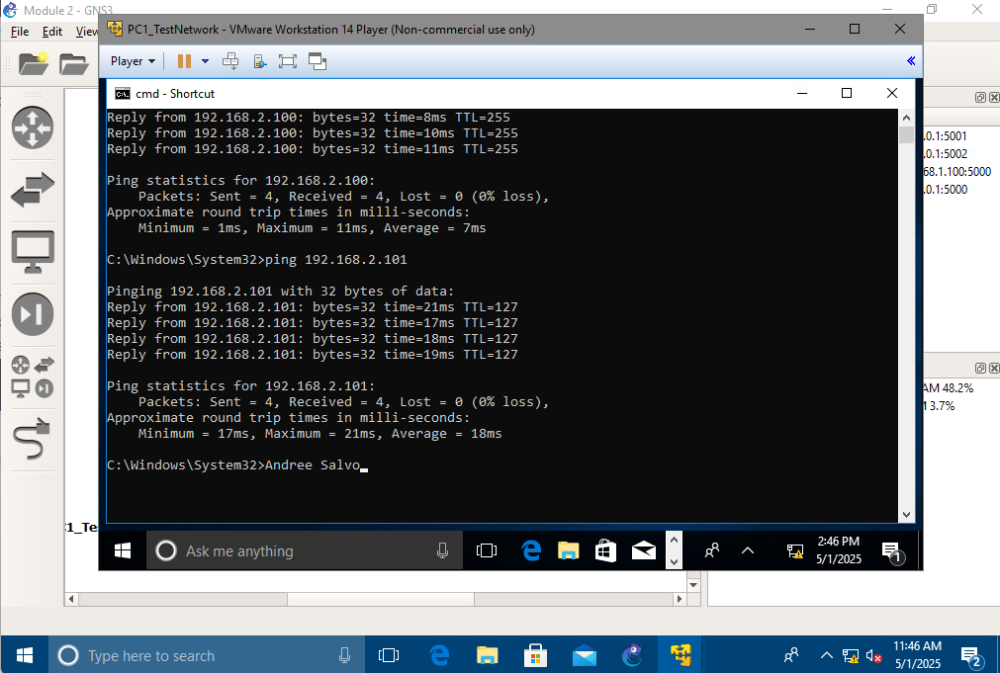 Module 2 - GNS3
File Edit View
PC1_TestNetwork - VMware Workstation 14 Player (Non-commercial use only)
Player
cmd - Shortcut
Reply from 192.168.2.100: bytes=32 time=8ms TTL=255
Reply from 192.168.2.100: bytes=32 time=10ms TTL=255
Reply from 192.168.2.100: bytes=32 time=11ms TTL=255
Ping statistics for 192.168.2.100:
Packets: Sent = 4, Received = 4, Lost = 0 (0% loss),
Approximate round trip times in milli-seconds:
Minimum = 1ms, Maximum = 11ms, Average = 7ms
C:\Windows\System32>ping 192.168.2.101
Pinging 192.168.2.101 with 32 bytes of data:
Reply from 192.168.2.101: bytes=32 time=21ms TTL=127
Reply from 192.168.2.101: bytes=32 time=17ms TTL=127
Reply from 192.168.2.101: bytes=32 time=18ms TTL=127
Reply from 192.168.2.101: bytes=32 time=19ms TTL=127
Ping statistics for 192.168.2.101:
Packets: Sent = 4, Received = 4, Lost = 0 (0% loss),
Approximate round trip times in milli-seconds:
Minimum = 17ms, Maximum = 21ms, Average = 18ms
C:\Windows\System32>Andree Salvo
.0.1:5001
.0.1:5002
68.1.100:5000
.0.1:5000
AM 48.2%
3.7%
1_Te
Ask me anything
2:46 PM
5/1/2025
1
Type here to search
11:46 AM
5/1/2025
2